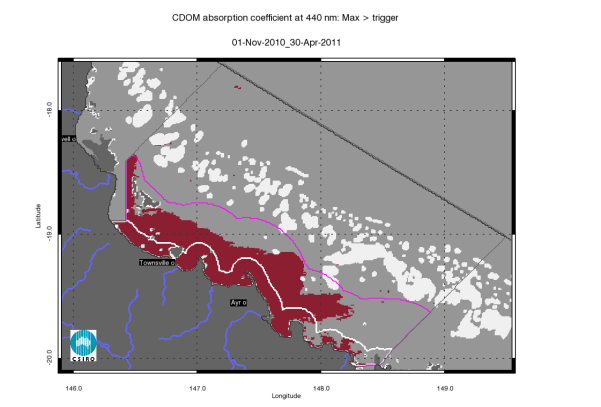 CDOM absorption coefficient at 440 nm: Max > trigger
01-Nov-2010_30-Apr-2011
-18.0
well o
Latitude
-19.0
Townsville o
Ayr o
CSIRO
-20.0
146.0 147.0 148.0 149.0
Longitude